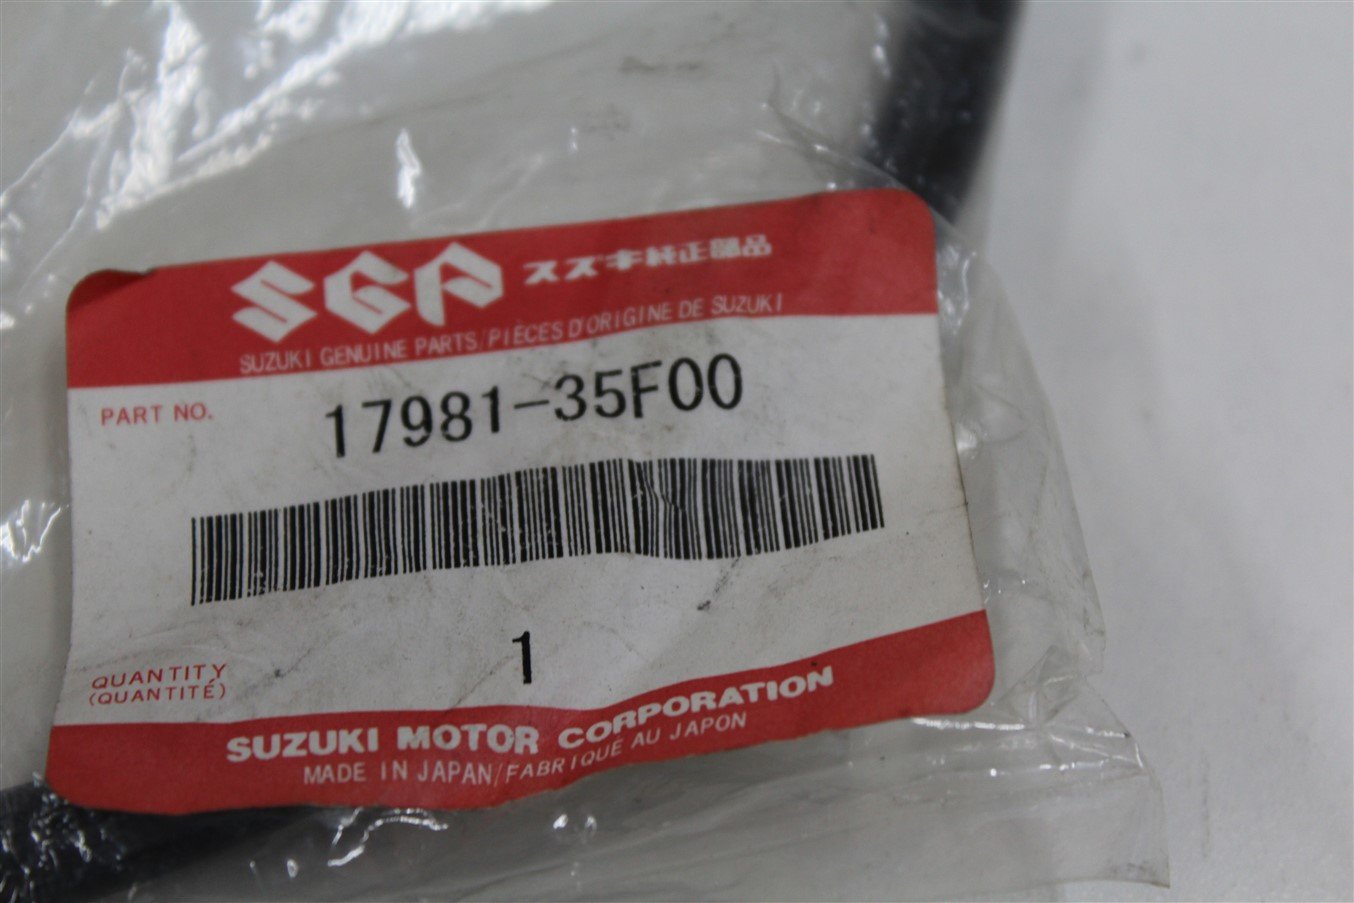 SGP スズキ純正部品
SUZUKI GENUINE PARTS/PIÈCES D'ORIGINE DE SUZUKI
PART NO. 17981-35F00
QUANTITY 1
(QUANTITÉ)
SUZUKI MOTOR CORPORATION
MADE IN JAPAN/FABRIQUÉ AU JAPON